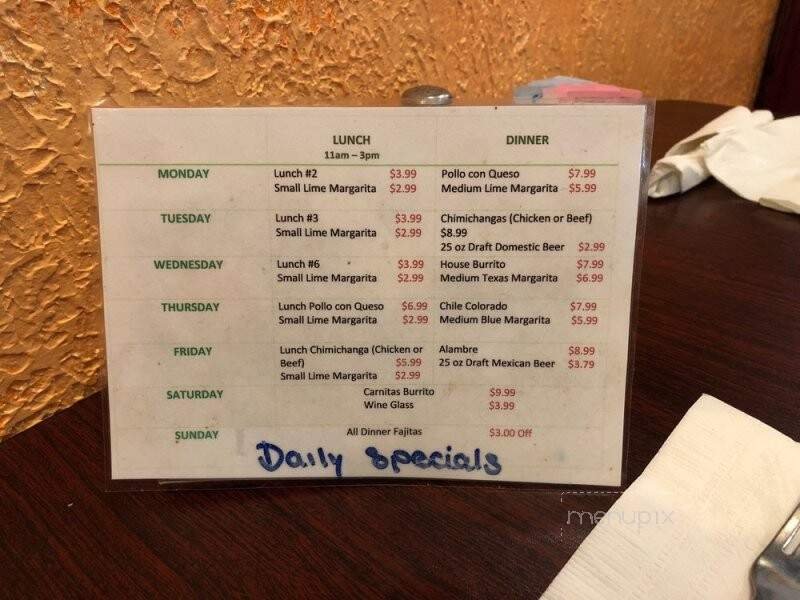 LUNCH DINNER
11am – 3pm
MONDAY Lunch #2 $3.99 Pollo con Queso $7.99
Small Lime Margarita $2.99 Medium Lime Margarita $5.99
TUESDAY Lunch #3 $3.99 Chimichangas (Chicken or Beef)
Small Lime Margarita $2.99 $8.99
25 oz Draft Domestic Beer $2.99
WEDNESDAY Lunch #6 $3.99 House Burrito $7.99
Small Lime Margarita $2.99 Medium Texas Margarita $6.99
THURSDAY Lunch Pollo con Queso $6.99 Chile Colorado $7.99
Small Lime Margarita $2.99 Medium Blue Margarita $5.99
FRIDAY Lunch Chimichanga (Chicken or Alambre $8.99
Beef) $5.99 25 oz Draft Mexican Beer $3.79
Small Lime Margarita $2.99
SATURDAY Carnitas Burrito $9.99
Wine Glass $3.99
SUNDAY All Dinner Fajitas $3.00 Off
Daily Specials
menupix